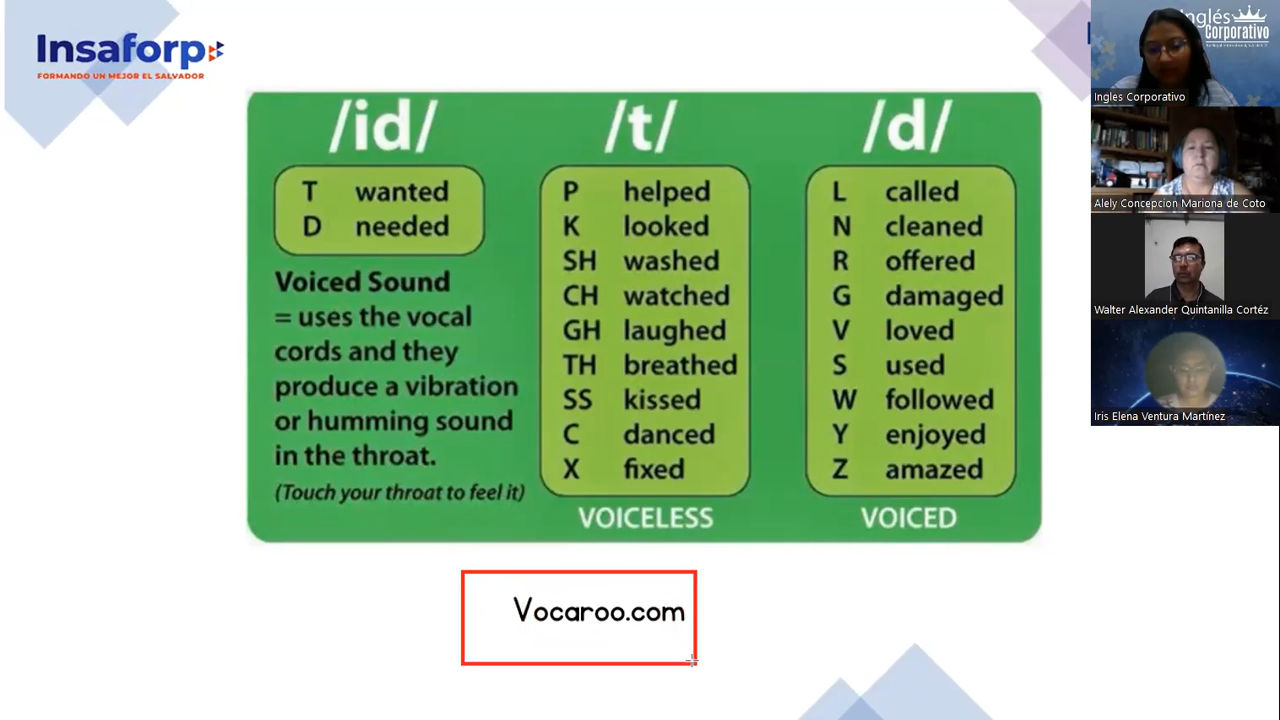 Insaforp
FORMANDO UN MEJOR EL SALVADOR
/id/
T wanted
D needed
Voiced Sound
= uses the vocal
cords and they
produce a vibration
or humming sound
in the throat.
(Touch your throat to feel it)
/t/
P helped
K looked
SH washed
CH watched
GH laughed
TH breathed
SS kissed
C danced
X fixed
VOICELESS
/d/
L called
N cleaned
R offered
G damaged
V loved
S used
W followed
Y enjoyed
Z amazed
VOICED
Vocaroo.com
Inglés
Corporativo
Ingles Corporativo
Alely Concepcion Mariona de Coto
Walter Alexander Quintanilla Cortéz
Iris Elena Ventura Martínez